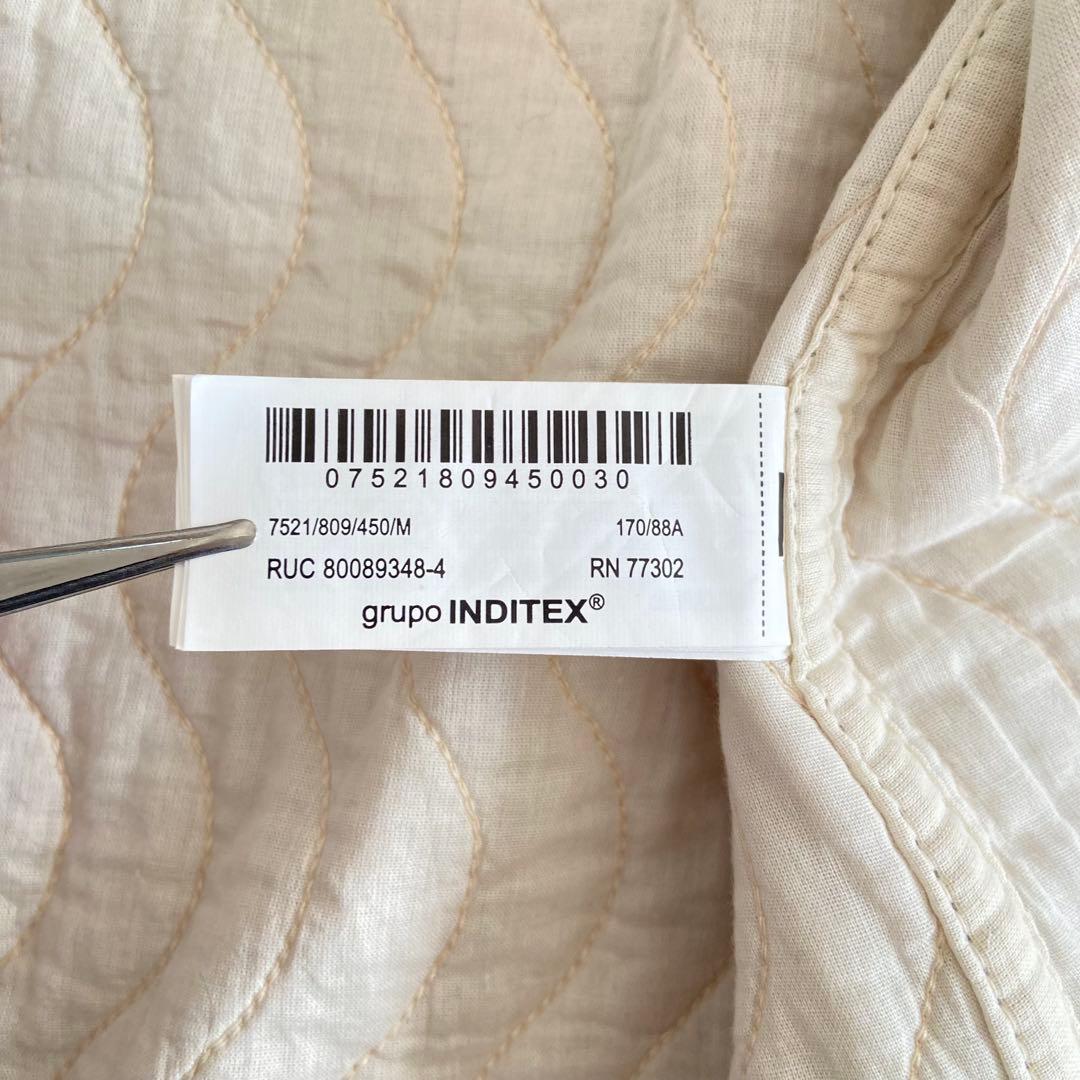 07521809450030
7521/809/450/M 170/88A
RUC 80089348-4 RN 77302
grupo INDITEX®